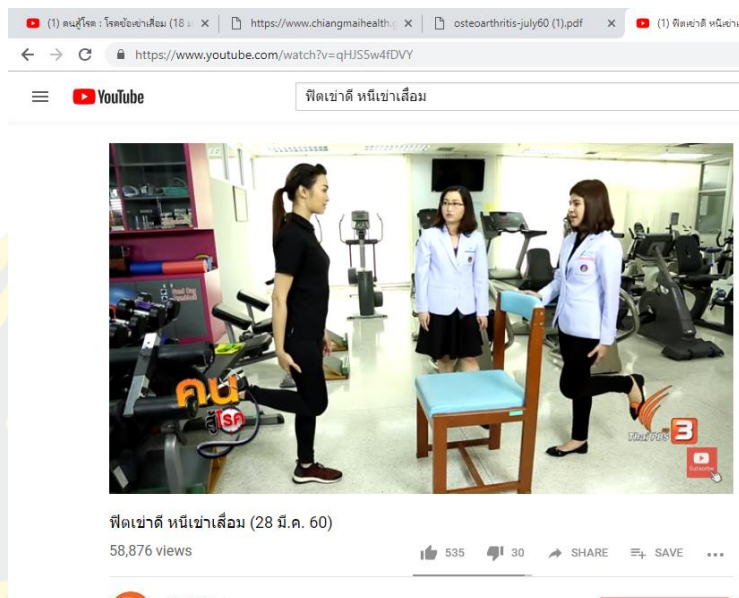 (1) คนสู้โรค : โรคข้อเข่าเสื่อม (18 ม
https://www.chiangmaihealth.g
osteoarthritis-july60 (1).pdf
(1) ฟิตเข่าดี หนีเข่า
https://www.youtube.com/watch?v=qHJS5w4fDVY
YouTube
ฟิตเข่าดี หนีเข่าเสื่อม
คน
สู้โรค
Thai PBS 3
Subscribe
ฟิตเข่าดี หนีเข่าเสื่อม (28 มี.ค. 60)
58,876 views
535
30
SHARE
SAVE